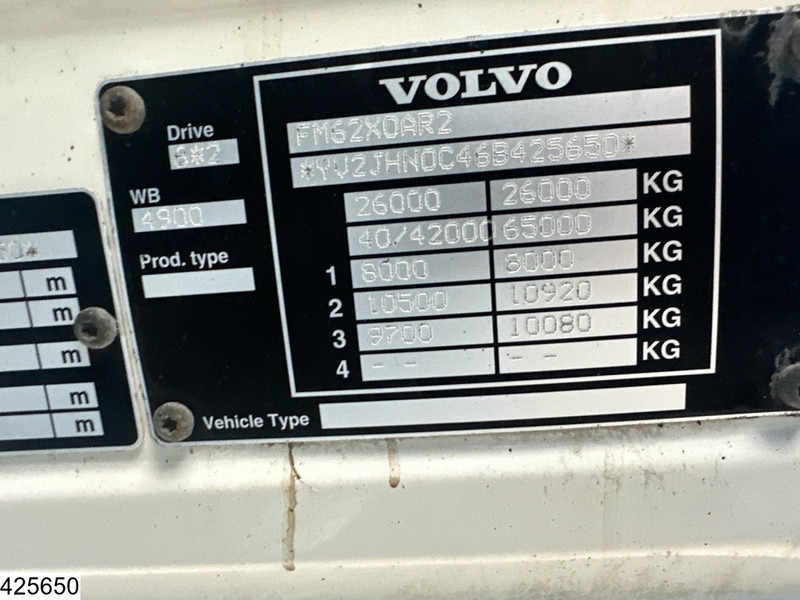 VOLVO
FM62X0AR2
*YV2JHN0C46B425650*
Drive
6*2
WB
4900
Prod. type
26000 26000 KG
40/42000 65000 KG
1 8000 8000 KG
2 10500 10920 KG
3 9700 10080 KG
4 -- -- KG
Vehicle Type
50*
m
m
m
m
m
425650